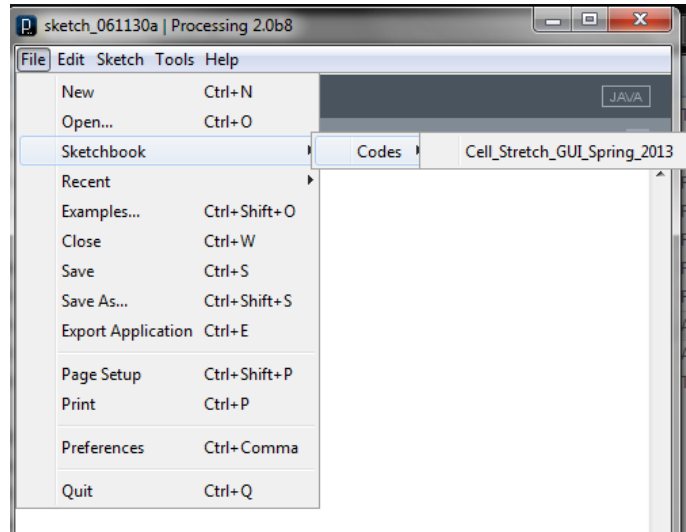 sketch_061130a | Processing 2.0b8
File Edit Sketch Tools Help
New Ctrl+N
JAVA
Open... Ctrl+O
Sketchbook
Codes
Cell_Stretch_GUI_Spring_2013
Recent
Examples... Ctrl+Shift+O
Close Ctrl+W
Save Ctrl+S
Save As... Ctrl+Shift+S
Export Application Ctrl+E
Page Setup Ctrl+Shift+P
Print Ctrl+P
Preferences Ctrl+Comma
Quit Ctrl+Q